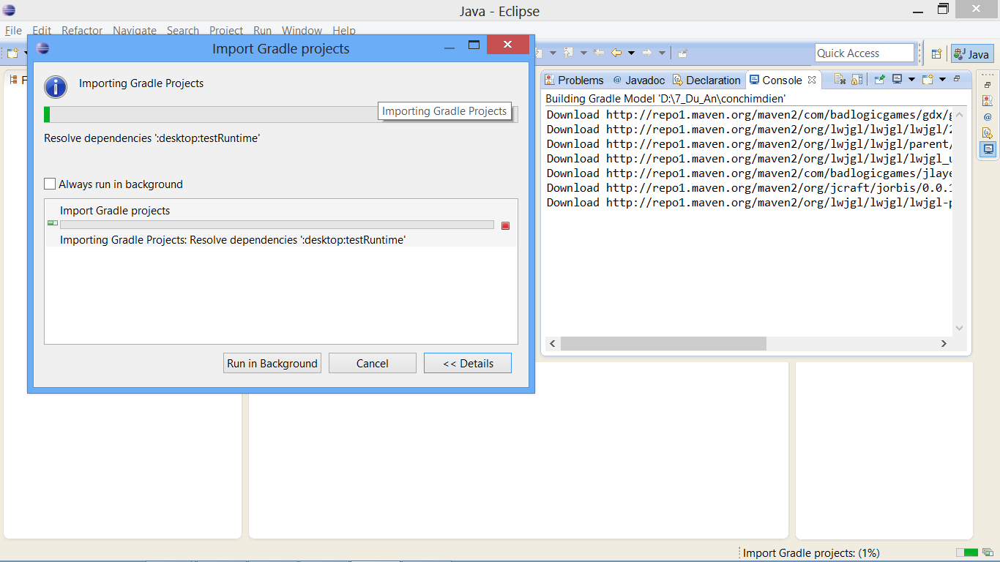 Java - Eclipse
File Edit Refactor Navigate Search Project Run Window Help
Import Gradle projects
Quick Access
Java
Importing Gradle Projects
Importing Gradle Projects
Resolve dependencies ':desktop:testRuntime'
Always run in background
Import Gradle projects
Importing Gradle Projects: Resolve dependencies ':desktop:testRuntime'
Run in Background
Cancel
<< Details
Problems @ Javadoc Declaration Console
Building Gradle Model 'D:\7_Du_An\conchimdien'
Download http://repo1.maven.org/maven2/com/badlogicgames/gdx/g
Download http://repo1.maven.org/maven2/org/lwjgl/lwjgl/lwjgl/2
Download http://repo1.maven.org/maven2/org/lwjgl/lwjgl/parent/
Download http://repo1.maven.org/maven2/org/lwjgl/lwjgl/lwjgl_u
Download http://repo1.maven.org/maven2/com/badlogicgames/jlaye
Download http://repo1.maven.org/maven2/org/jcraft/jorbis/0.0.1
Download http://repo1.maven.org/maven2/org/lwjgl/lwjgl/lwjgl-p
Import Gradle projects: (1%)